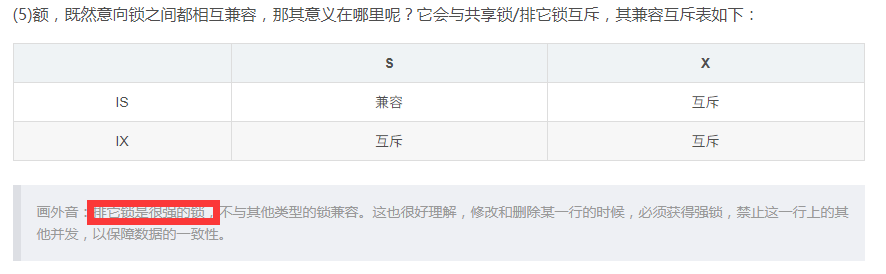 (5)额，既然意向锁之间都相互兼容，那其意义在哪里呢？它会与共享锁/排它锁互斥，其兼容互斥表如下：
S X
IS 兼容 互斥
IX 互斥 互斥
画外音：排它锁是很强的锁，不与其他类型的锁兼容。这也很好理解，修改和删除某一行的时候，必须获得强锁，禁止这一行上的其
他并发，以保障数据的一致性。